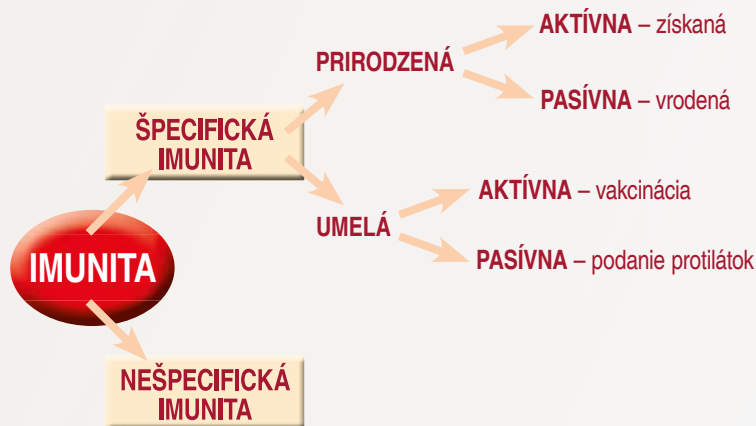 AKTÍVNA – získaná
PRIRODZENÁ
PASÍVNA – vrodená
ŠPECIFICKÁ
IMUNITA
AKTÍVNA – vakcinácia
UMELÁ
PASÍVNA – podanie protilátok
IMUNITA
NEŠPECIFICKÁ
IMUNITA